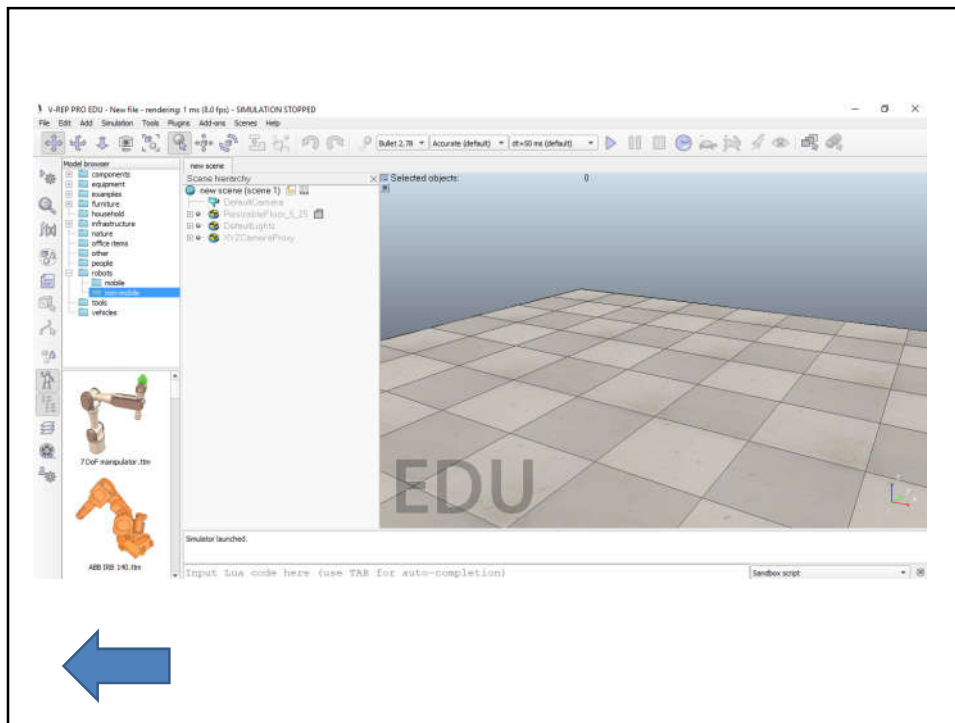 V-REP PRO EDU - New file - rendering: 1 ms (8.0 fps) - SIMULATION STOPPED
File Edit Add Simulation Tools Plugins Add-ons Scenes Help
Bullet 2.78 Accurate (default) dt=50 ms (default)
f(x)
Model browser
components
equipment
examples
furniture
household
infrastructure
nature
office items
other
people
robots
mobile
non-mobile
tools
vehicles
7 DoF manipulator.ttm
ABB IRB 140.ttm
new scene
Scene hierarchy
new scene (scene 1)
DefaultCamera
ResizableFloor_5_25
DefaultLights
XYZCameraProxy
Selected objects: 0
EDU
Simulator launched.
Input Lua code here (use TAB for auto-completion)
Sandbox script